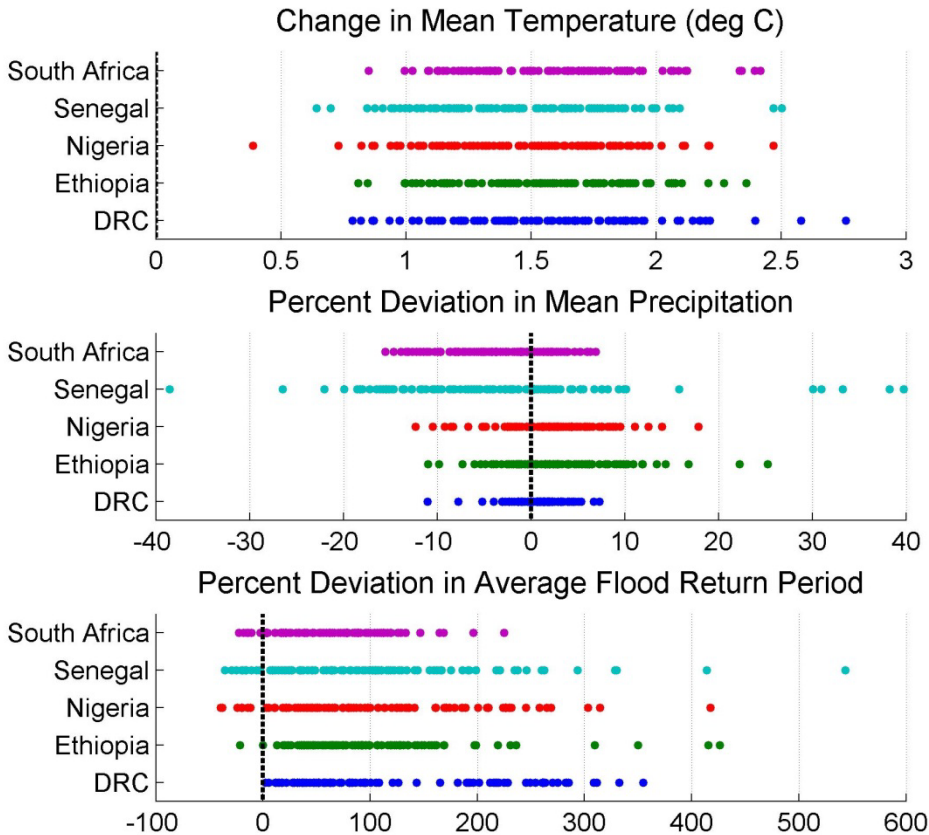 Change in Mean Temperature (deg C)
South Africa
Senegal
Nigeria
Ethiopia
DRC
0 0.5 1 1.5 2 2.5 3
Percent Deviation in Mean Precipitation
South Africa
Senegal
Nigeria
Ethiopia
DRC
-40 -30 -20 -10 0 10 20 30 40
Percent Deviation in Average Flood Return Period
South Africa
Senegal
Nigeria
Ethiopia
DRC
-100 0 100 200 300 400 500 600